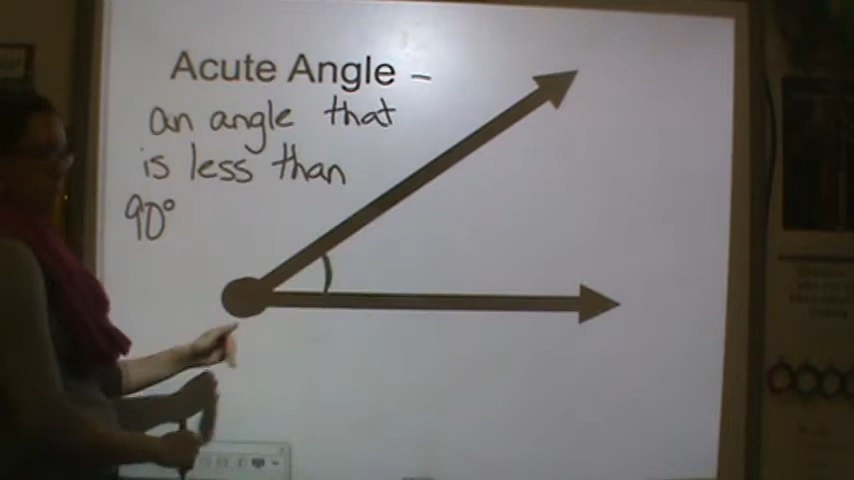 Acute Angle –
an angle that
is less than
90°